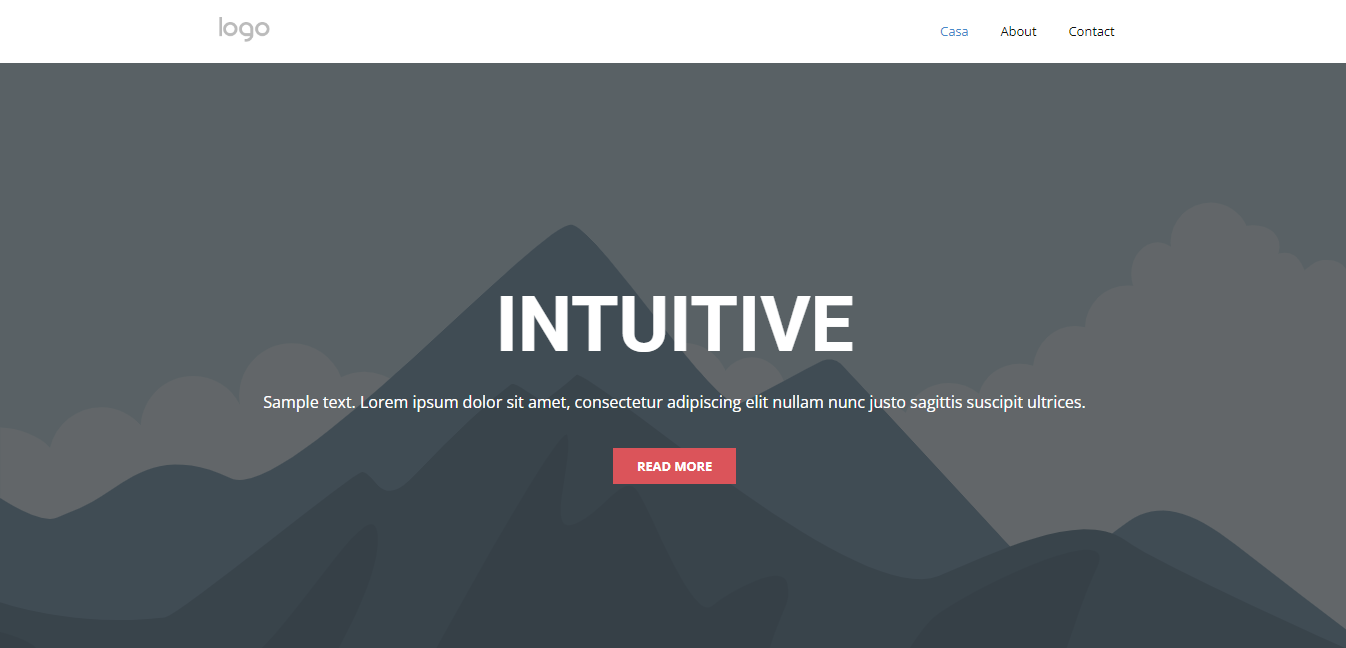 logo
Casa About Contact
INTUITIVE
Sample text. Lorem ipsum dolor sit amet, consectetur adipiscing elit nullam nunc justo sagittis suscipit ultrices.
READ MORE